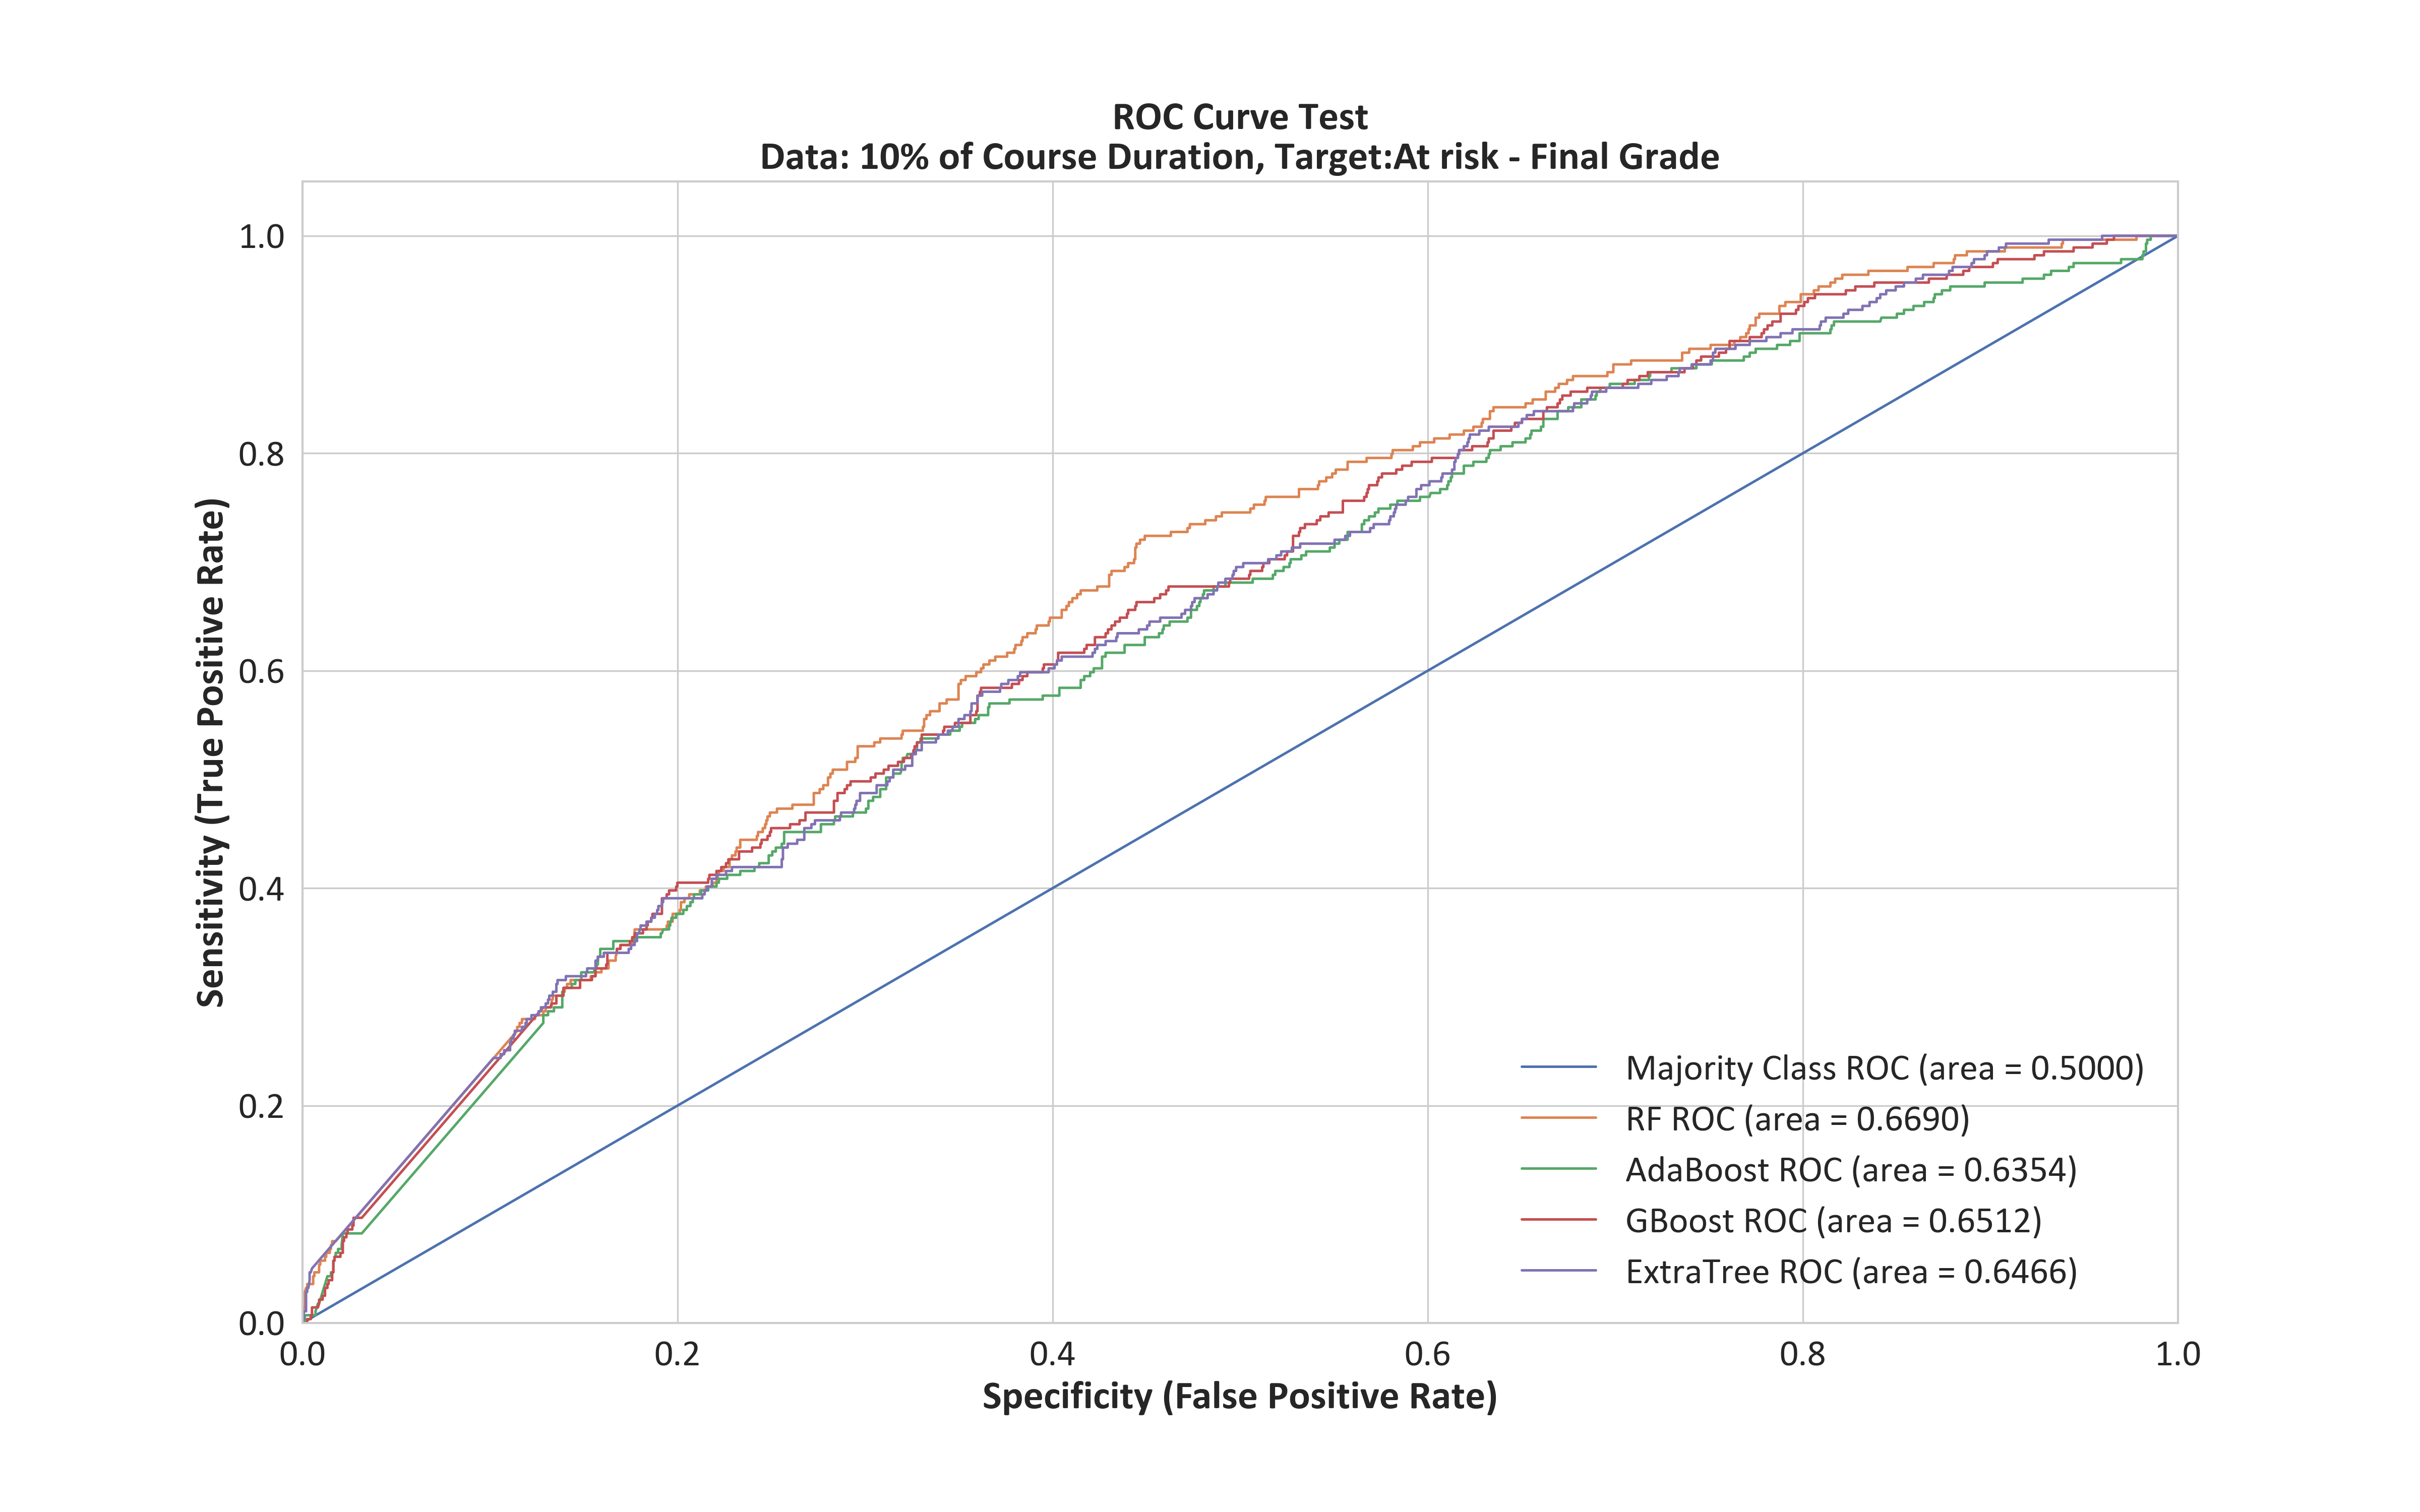 ROC Curve Test
Data: 10% of Course Duration, Target:At risk - Final Grade
Sensitivity (True Positive Rate)
1.0
0.8
0.6
0.4
0.2
0.0
0.0 0.2 0.4 0.6 0.8 1.0
Specificity (False Positive Rate)
Majority Class ROC (area = 0.5000)
RF ROC (area = 0.6690)
AdaBoost ROC (area = 0.6354)
GBoost ROC (area = 0.6512)
ExtraTree ROC (area = 0.6466)